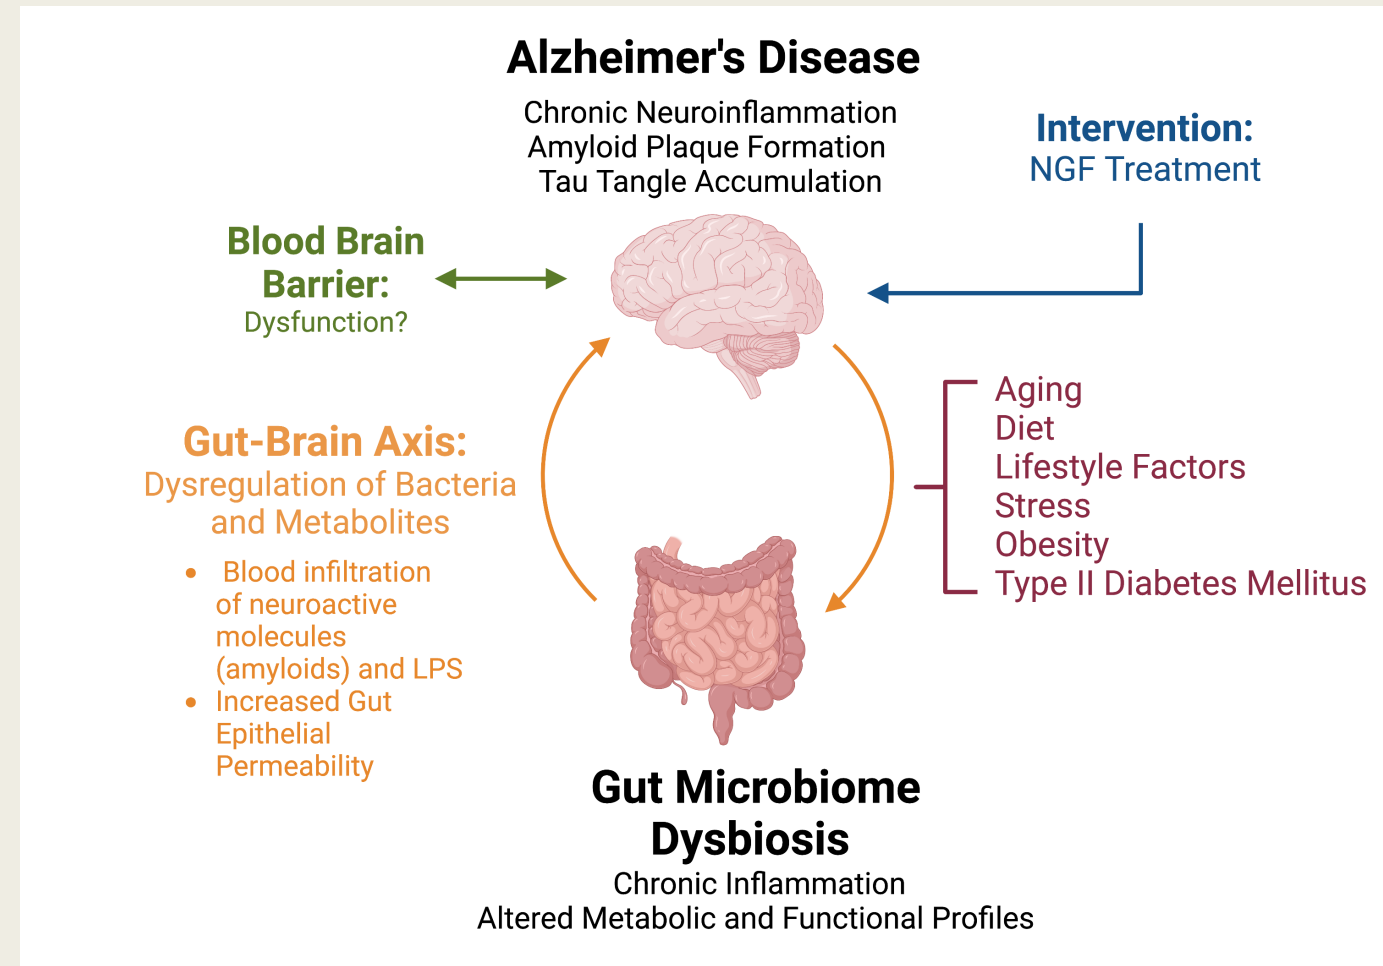 Alzheimer's Disease
Chronic Neuroinflammation
Amyloid Plaque Formation
Tau Tangle Accumulation
Intervention:
NGF Treatment
Blood Brain
Barrier:
Dysfunction?
Gut-Brain Axis:
Dysregulation of Bacteria
and Metabolites
• Blood infiltration
of neuroactive
molecules
(amyloids) and LPS
• Increased Gut
Epithelial
Permeability
Aging
Diet
Lifestyle Factors
Stress
Obesity
Type II Diabetes Mellitus
Gut Microbiome
Dysbiosis
Chronic Inflammation
Altered Metabolic and Functional Profiles